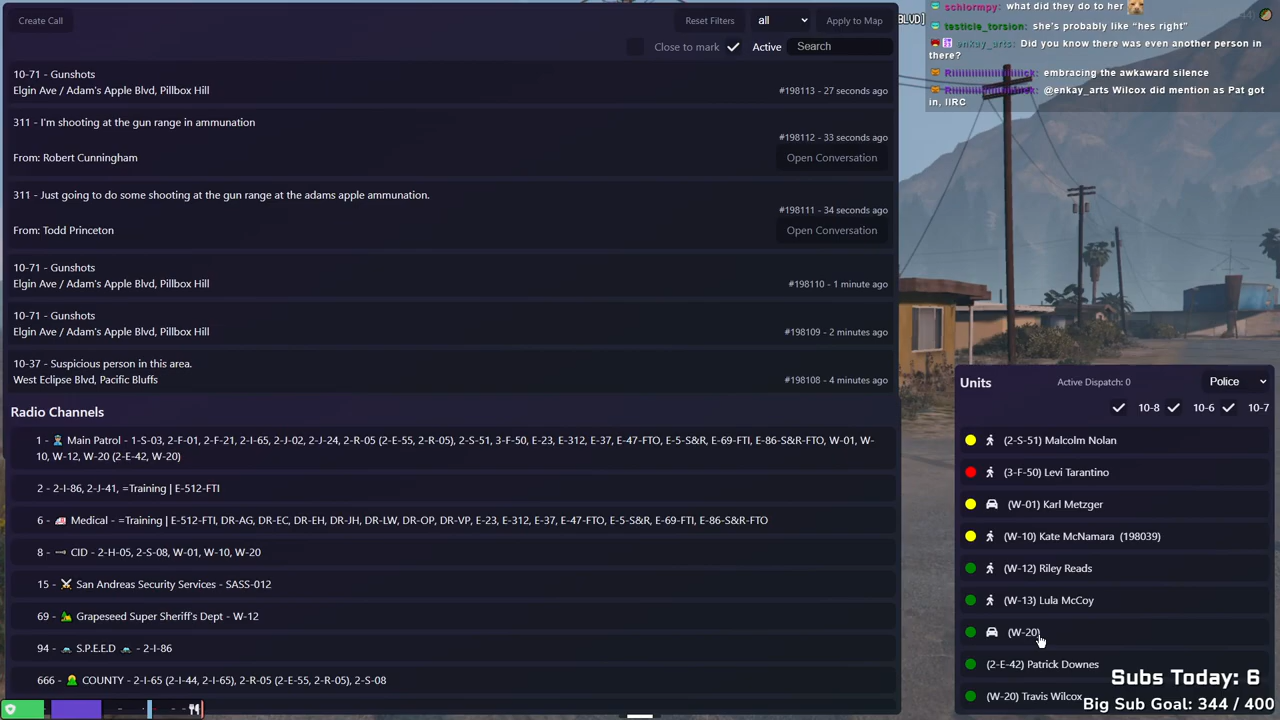 Create Call
Reset Filters
all
Apply to Map
Close to mark
Active
Search
10-71 - Gunshots
Elgin Ave / Adam's Apple Blvd, Pillbox Hill
#198113 - 27 seconds ago
311 - I'm shooting at the gun range in ammunation
#198112 - 33 seconds ago
From: Robert Cunningham
Open Conversation
311 - Just going to do some shooting at the gun range at the adams apple ammunation.
#198111 - 34 seconds ago
From: Todd Princeton
Open Conversation
10-71 - Gunshots
Elgin Ave / Adam's Apple Blvd, Pillbox Hill
#198110 - 1 minute ago
10-71 - Gunshots
Elgin Ave / Adam's Apple Blvd, Pillbox Hill
#198109 - 2 minutes ago
10-37 - Suspicious person in this area.
West Eclipse Blvd, Pacific Bluffs
#198108 - 4 minutes ago
Radio Channels
1 - Main Patrol - 1-S-03, 2-F-01, 2-F-21, 2-I-65, 2-J-02, 2-J-24, 2-R-05 (2-E-55, 2-R-05), 2-S-51, 3-F-50, E-23, E-312, E-37, E-47-FTO, E-5-S&R, E-69-FTI, E-86-S&R-FTO, W-01, W-
10, W-12, W-20 (2-E-42, W-20)
2 - 2-I-86, 2-J-41, =Training | E-512-FTI
6 - Medical - =Training | E-512-FTI, DR-AG, DR-EC, DR-EH, DR-JH, DR-LW, DR-OP, DR-VP, E-23, E-312, E-37, E-47-FTO, E-5-S&R, E-69-FTI, E-86-S&R-FTO
8 - CID - 2-H-05, 2-S-08, W-01, W-10, W-20
15 - San Andreas Security Services - SASS-012
69 - Grapeseed Super Sheriff's Dept - W-12
94 - S.P.E.E.D - 2-I-86
666 - COUNTY - 2-I-65 (2-I-44, 2-I-65), 2-R-05 (2-E-55, 2-R-05), 2-S-08
BLVD)
schlormpy: what did they do to her
testicle_torsion: she's probably like "hes right"
enkay_arts: Did you know there was even another person in
there?
embracing the awkaward silence
@enkay_arts Wilcox did mention as Pat got
in, IIRC
Units
Active Dispatch: 0
Police
10-8
10-6
10-7
(2-S-51) Malcolm Nolan
(3-F-50) Levi Tarantino
(W-01) Karl Metzger
(W-10) Kate McNamara (198039)
(W-12) Riley Reads
(W-13) Lula McCoy
(W-20)
(2-E-42) Patrick Downes
(W-20) Travis Wilcox
Subs Today: 6
Big Sub Goal: 344 / 400